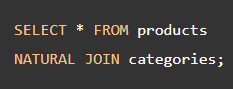 SELECT * FROM products
NATURAL JOIN categories;